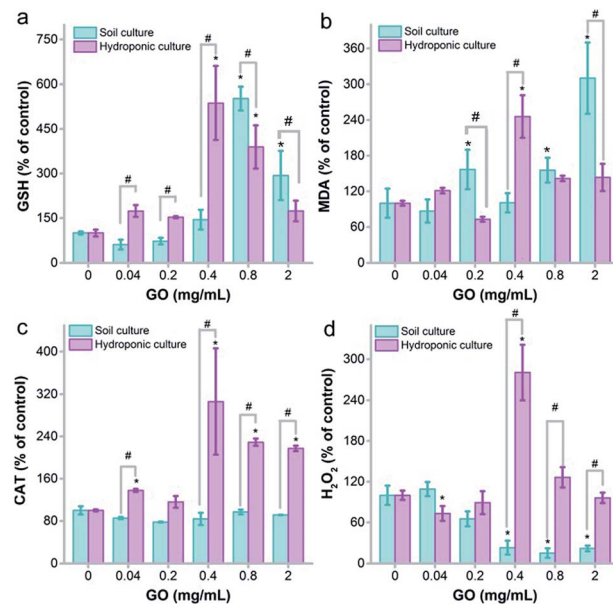 a
Soil culture
Hydroponic culture
GSH (% of control)
750
600
450
300
150
0
# # # # #
* * * *
0 0.04 0.2 0.4 0.8 2
GO (mg/mL)
b
Soil culture
Hydroponic culture
MDA (% of control)
360
300
240
180
120
60
0
# # #
* * * *
0 0.04 0.2 0.4 0.8 2
GO (mg/mL)
c
Soil culture
Hydroponic culture
CAT (% of control)
400
320
240
160
80
0
# # # #
* * * *
0 0.04 0.2 0.4 0.8 2
GO (mg/mL)
d
Soil culture
Hydroponic culture
H₂O₂ (% of control)
300
240
180
120
60
0
# # #
* * * * *
0 0.04 0.2 0.4 0.8 2
GO (mg/mL)